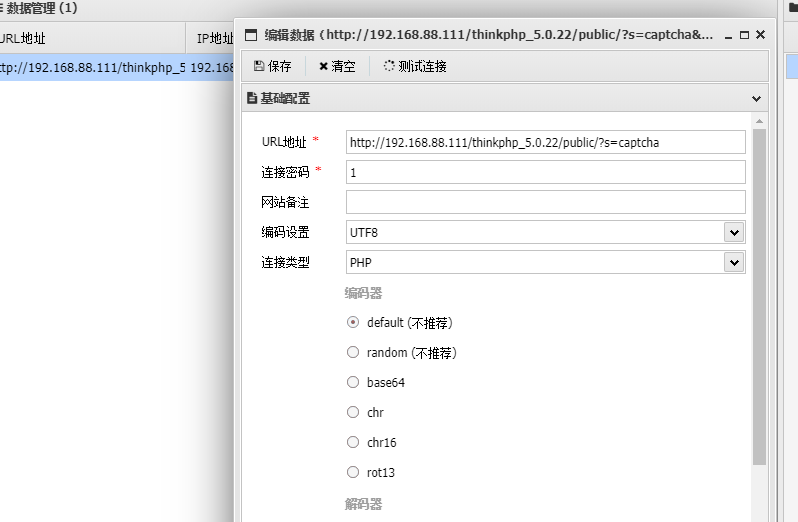 数据管理 (1)
URL地址
IP地址
ttp://192.168.88.111/thinkphp_5 192.168
编辑数据 (http://192.168.88.111/thinkphp_5.0.22/public/?s=captcha&...
保存
清空
测试连接
基础配置
URL地址 *
http://192.168.88.111/thinkphp_5.0.22/public/?s=captcha
连接密码 *
1
网站备注
编码设置
UTF8
连接类型
PHP
编码器
default (不推荐)
random (不推荐)
base64
chr
chr16
rot13
解码器